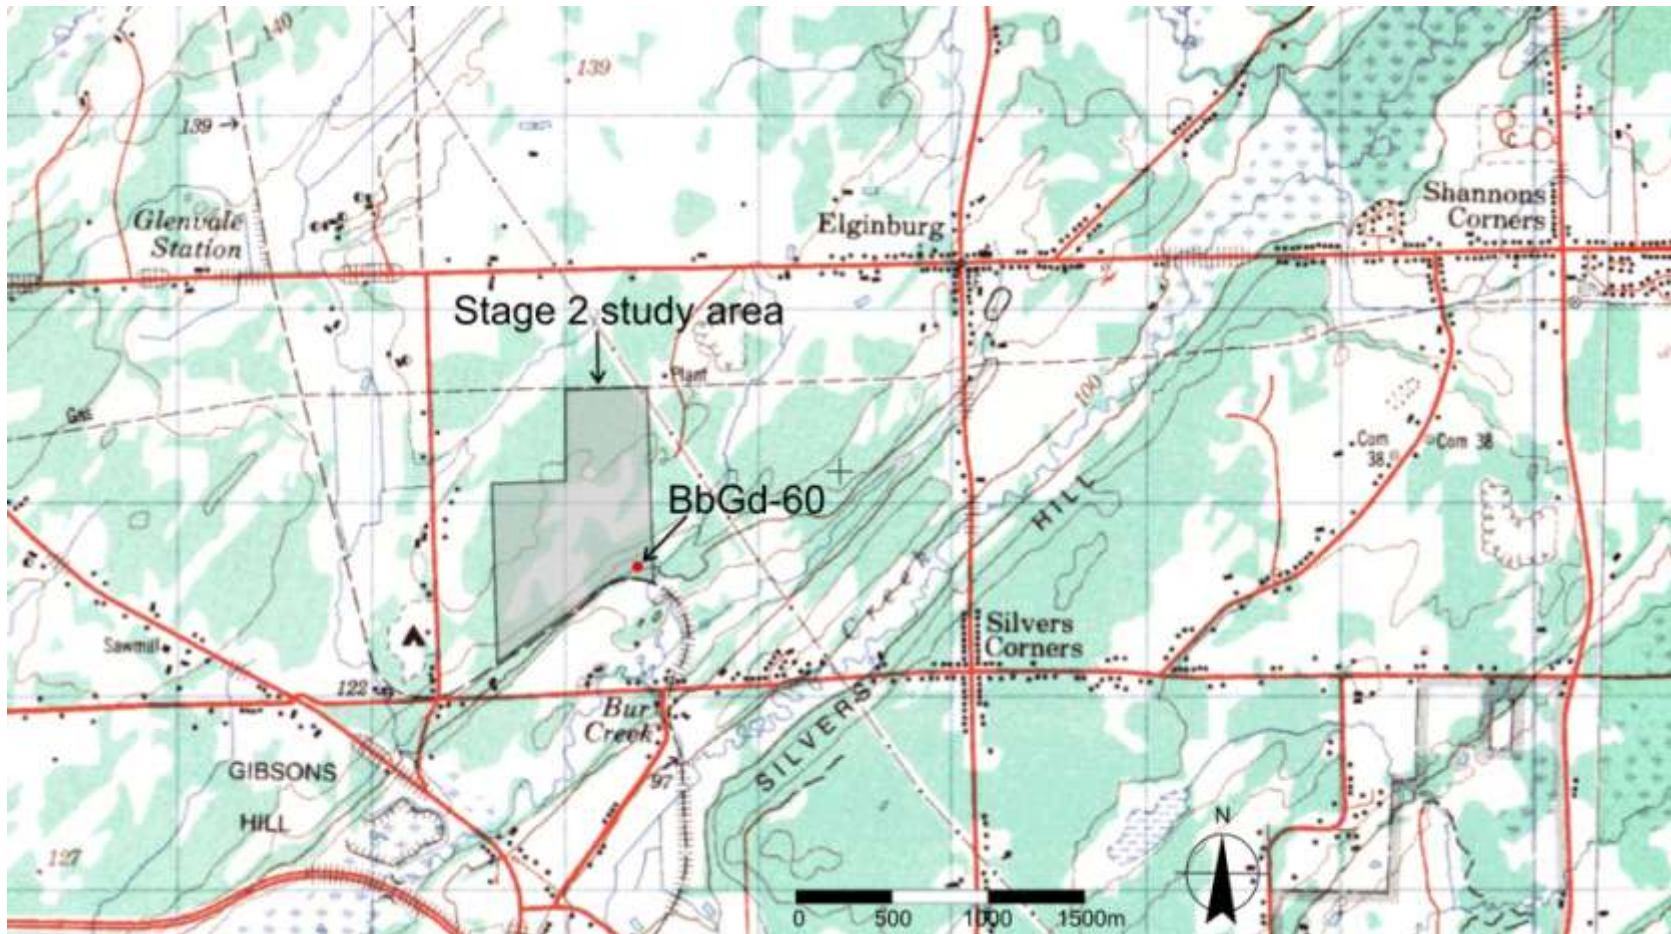 140
139
139
Glenvale
Station
Elginburg
Shannons
Corners
Stage 2 study area
Plant
Gas
100
Com
38
Com 38
BbGd-60
HILL
Creek
Silvers
Corners
Sawmill
122
Bur
Creek
SILVERS
97
GIBSONS
HILL
127
N
0 500 1000 1500m